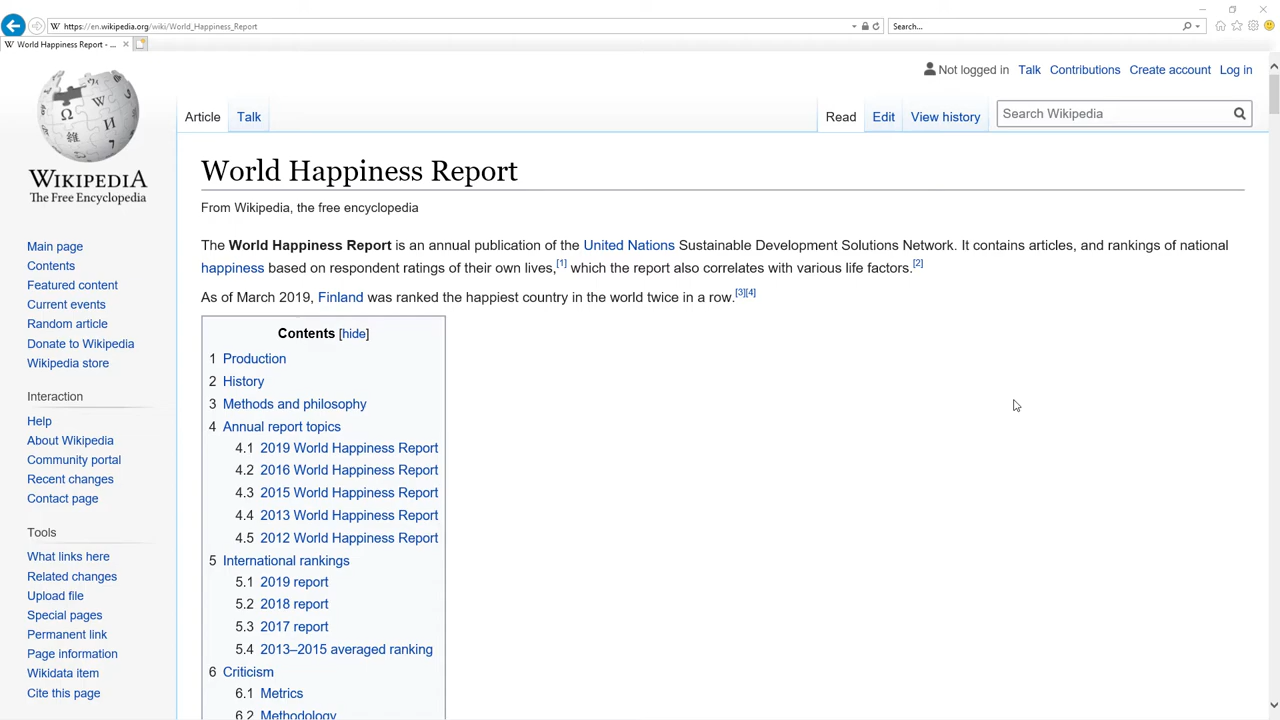 https://en.wikipedia.org/wiki/World_Happiness_Report
Search...
World Happiness Report - ...
Not logged in Talk Contributions Create account Log in
Article Talk Read Edit View history Search Wikipedia
WIKIPEDIA
The Free Encyclopedia
Main page
Contents
Featured content
Current events
Random article
Donate to Wikipedia
Wikipedia store
Interaction
Help
About Wikipedia
Community portal
Recent changes
Contact page
Tools
What links here
Related changes
Upload file
Special pages
Permanent link
Page information
Wikidata item
Cite this page
World Happiness Report
From Wikipedia, the free encyclopedia
The World Happiness Report is an annual publication of the United Nations Sustainable Development Solutions Network. It contains articles, and rankings of national
happiness based on respondent ratings of their own lives,[1] which the report also correlates with various life factors.[2]
As of March 2019, Finland was ranked the happiest country in the world twice in a row.[3][4]
Contents [hide]
1 Production
2 History
3 Methods and philosophy
4 Annual report topics
4.1 2019 World Happiness Report
4.2 2016 World Happiness Report
4.3 2015 World Happiness Report
4.4 2013 World Happiness Report
4.5 2012 World Happiness Report
5 International rankings
5.1 2019 report
5.2 2018 report
5.3 2017 report
5.4 2013–2015 averaged ranking
6 Criticism
6.1 Metrics
6.2 Methodology